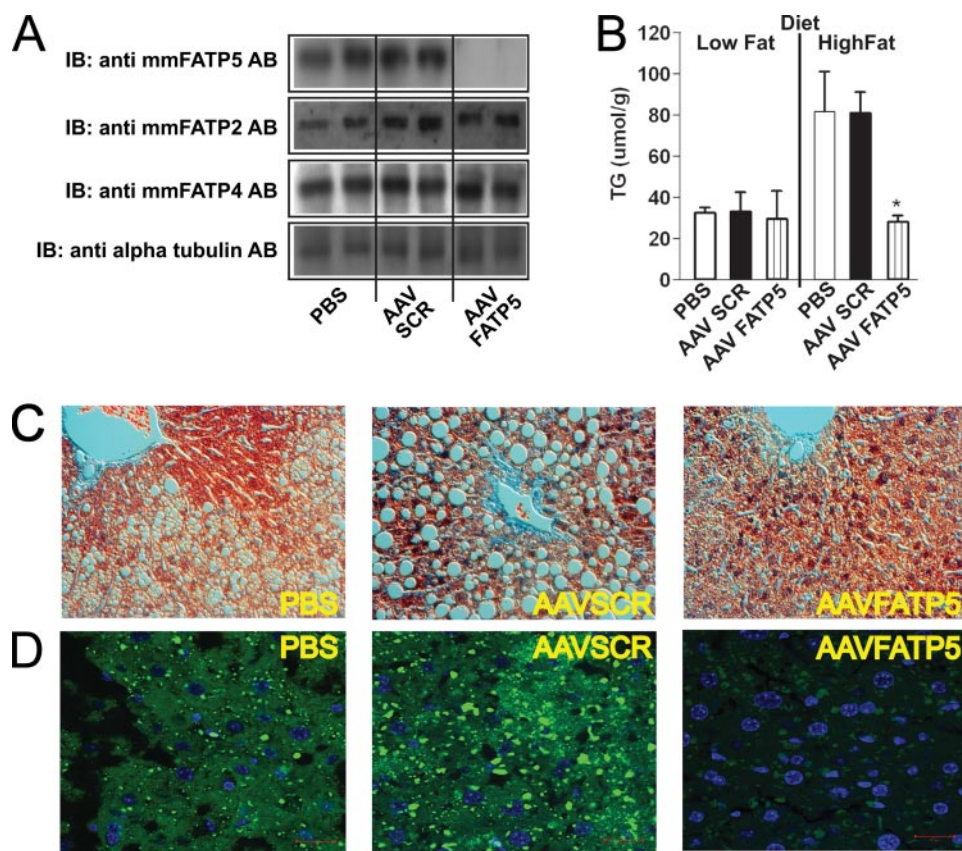 A
IB: anti mmFATP5 AB
IB: anti mmFATP2 AB
IB: anti mmFATP4 AB
IB: anti alpha tubulin AB
PBS
AAV SCR
AAV FATP5
B
Diet
Low Fat
HighFat
TG (umol/g)
120
100
80
60
40
20
0
*
PBS
AAV SCR
AAV FATP5
PBS
AAV SCR
AAV FATP5
C
PBS
AAVSCR
AAVFATP5
D
PBS
AAVSCR
AAVFATP5